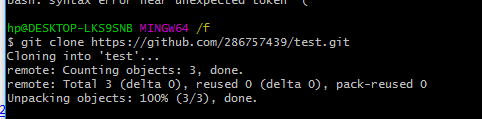 bash: syntax error near unexpected token `(
hp@DESKTOP-LKS9SNB MINGW64 /f
$ git clone https://github.com/286757439/test.git
Cloning into 'test'...
remote: Counting objects: 3, done.
remote: Total 3 (delta 0), reused 0 (delta 0), pack-reused 0
Unpacking objects: 100% (3/3), done.
2